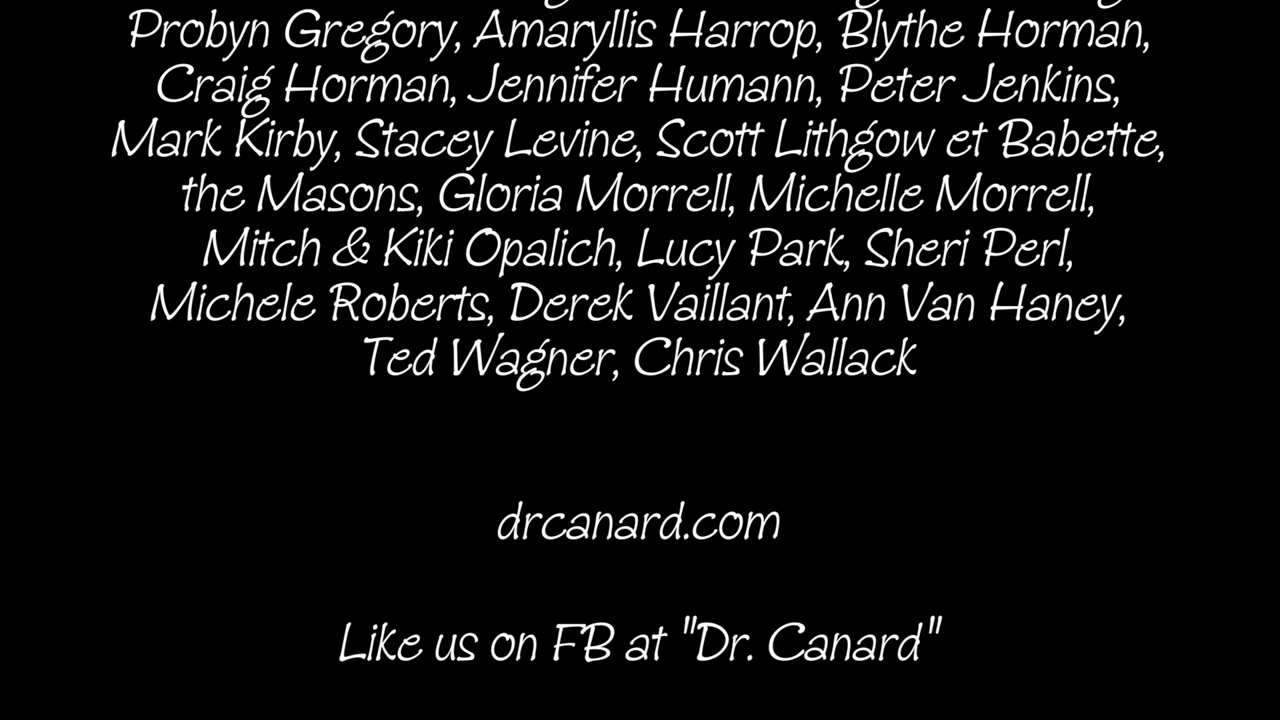 Probyn Gregory, Amaryllis Harrop, Blythe Horman,
Craig Horman, Jennifer Humann, Peter Jenkins,
Mark Kirby, Stacey Levine, Scott Lithgow et Babette,
the Masons, Gloria Morrell, Michelle Morrell,
Mitch & Kiki Opalich, Lucy Park, Sheri Perl,
Michele Roberts, Derek Vaillant, Ann Van Haney,
Ted Wagner, Chris Wallack
drcanard.com
Like us on FB at "Dr. Canard"